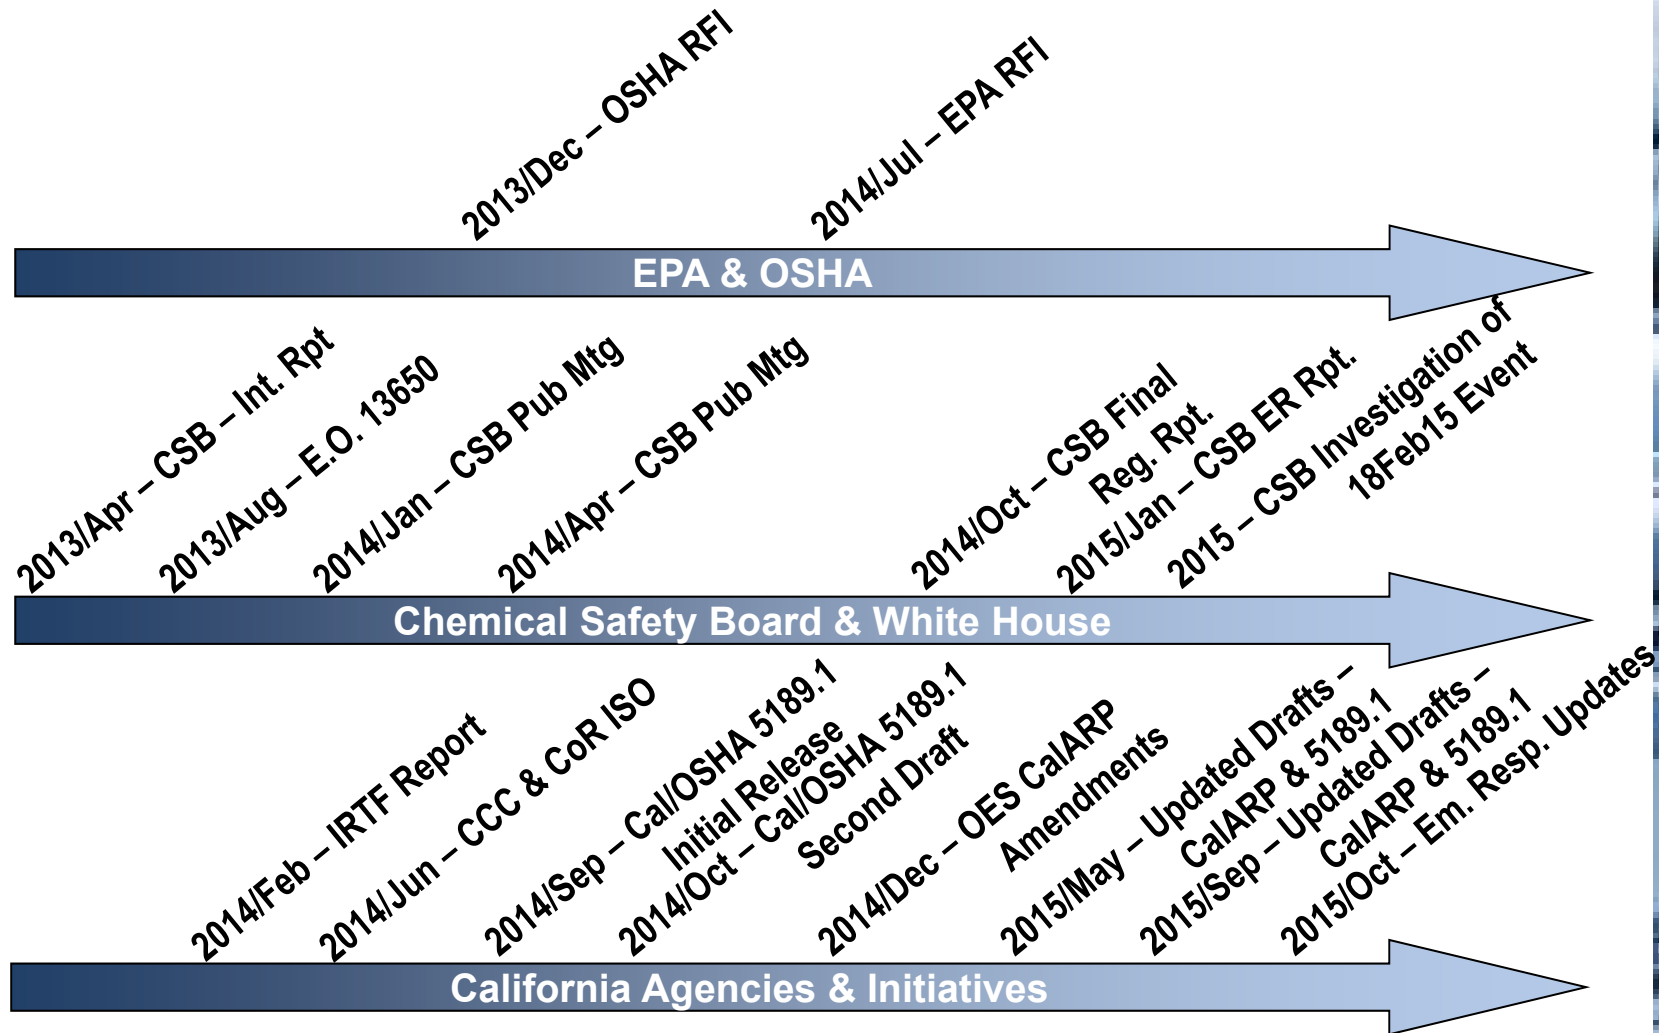 2013/Dec – OSHA RFI
2014/Jul – EPA RFI
EPA & OSHA
2013/Apr – CSB – Int. Rpt
2013/Aug – E.O. 13650
2014/Jan – CSB Pub Mtg
2014/Apr – CSB Pub Mtg
2014/Oct – CSB Final
Reg. Rpt.
2015/Jan – CSB ER Rpt.
2015 – CSB Investigation of
18Feb15 Event
Chemical Safety Board & White House
2014/Feb – IRTF Report
2014/Jun – CCC & CoR ISO
2014/Sep – Cal/OSHA 5189.1
Initial Release
2014/Oct – Cal/OSHA 5189.1
Second Draft
2014/Dec – OES CalARP
Amendments
2015/May – Updated Drafts –
CalARP & 5189.1
2015/Sep – Updated Drafts –
CalARP & 5189.1
2015/Oct – Em. Resp. Updates
California Agencies & Initiatives